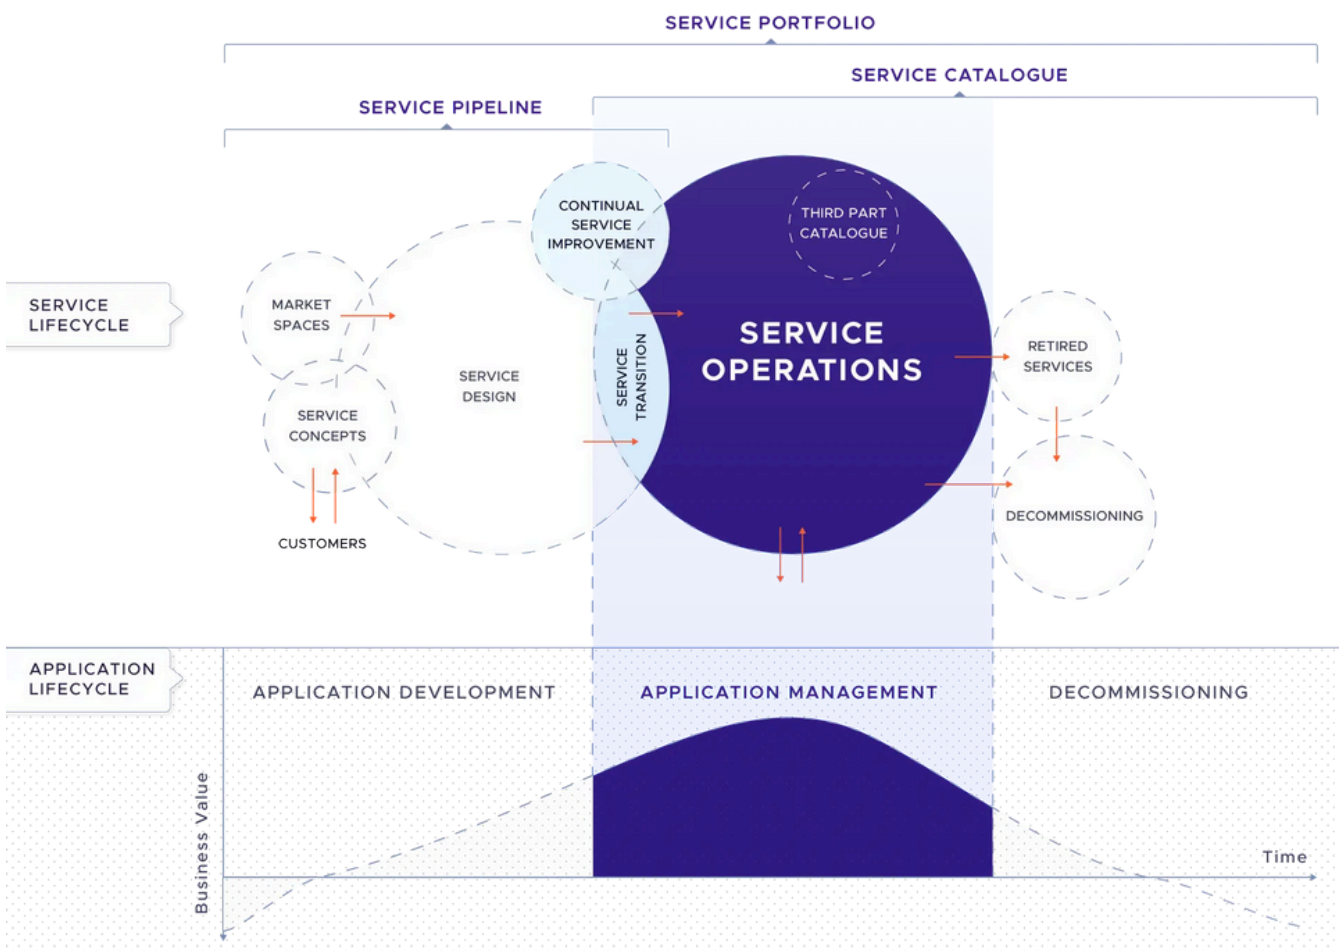 SERVICE PORTFOLIO
SERVICE CATALOGUE
SERVICE PIPELINE
CONTINUAL
SERVICE
IMPROVEMENT
THIRD PART
CATALOGUE
SERVICE
LIFECYCLE
MARKET
SPACES
SERVICE
DESIGN
SERVICE
TRANSITION
SERVICE
OPERATIONS
RETIRED
SERVICES
SERVICE
CONCEPTS
CUSTOMERS
DECOMMISSIONING
APPLICATION
LIFECYCLE
APPLICATION DEVELOPMENT
APPLICATION MANAGEMENT
DECOMMISSIONING
Business Value
Time